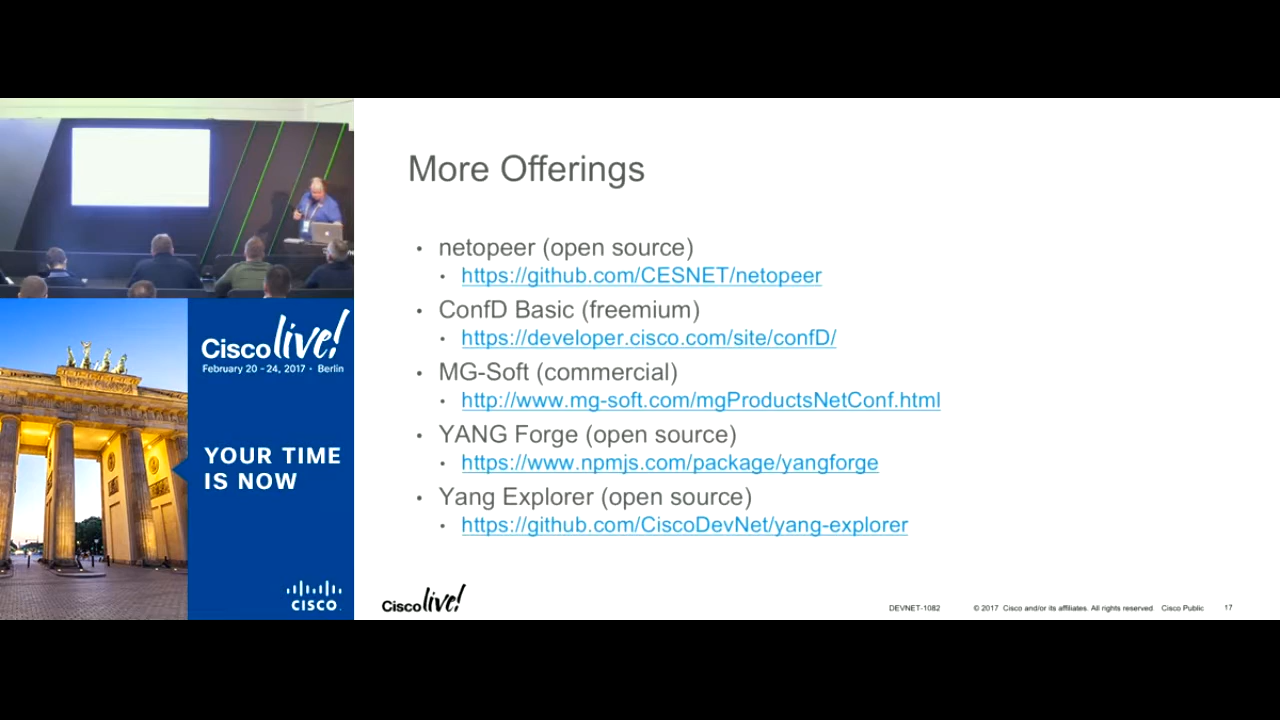 More Offerings
• netopeer (open source)
• https://github.com/CESNET/netopeer
• ConfD Basic (freemium)
• https://developer.cisco.com/site/confD/
• MG-Soft (commercial)
• http://www.mg-soft.com/mgProductsNetConf.html
• YANG Forge (open source)
• https://www.npmjs.com/package/yangforge
• Yang Explorer (open source)
• https://github.com/CiscoDevNet/yang-explorer
Cisco live!
February 20 - 24, 2017 • Berlin
YOUR TIME
IS NOW
CISCO
Cisco live!
DEVNET-1082 © 2017 Cisco and/or its affiliates. All rights reserved. Cisco Public 17